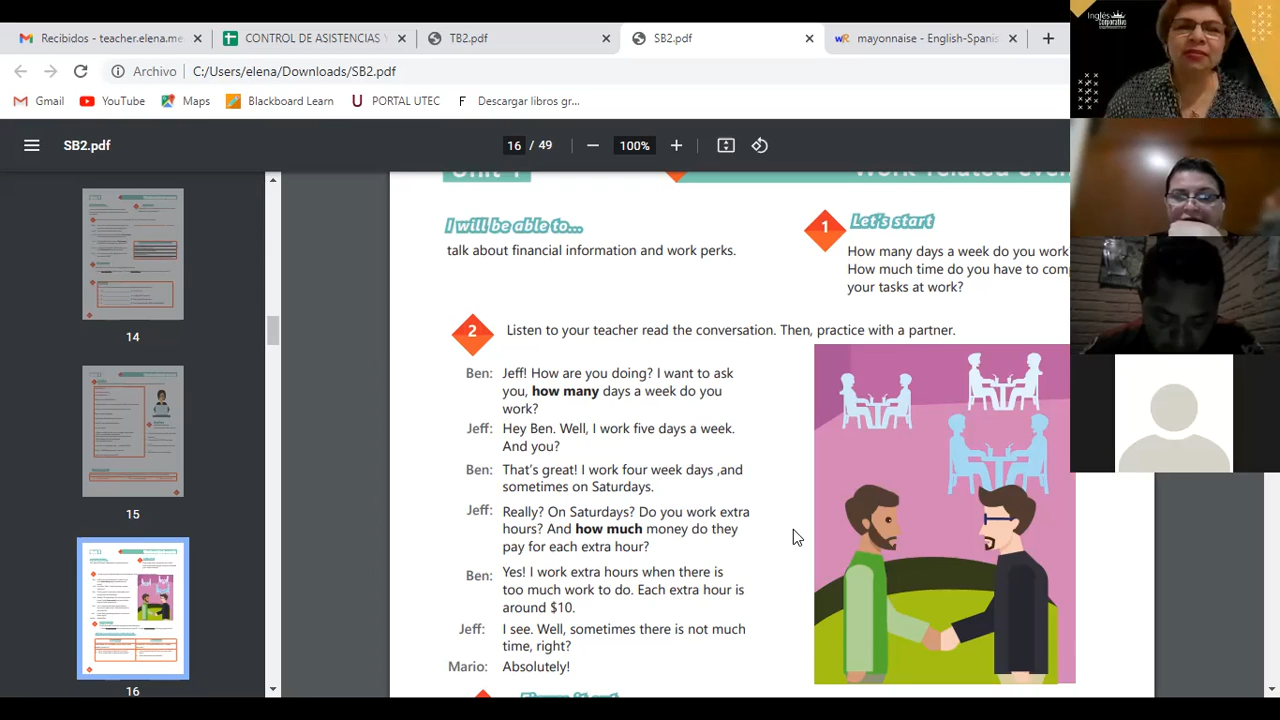 Recibidos - teacher.elena.me
CONTROL DE ASISTENCIAS
TB2.pdf
SB2.pdf
mayonnaise - English-Spanis
Archivo
C:/Users/elena/Downloads/SB2.pdf
Gmail
YouTube
Maps
Blackboard Learn
PORTAL UTEC
Descargar libros gr...
SB2.pdf
16 / 49
100%
Inglés
Corporativo
14
15
16
I will be able to...
talk about financial information and work perks.
1
Let's start
How many days a week do you work
How much time do you have to com
your tasks at work?
2
Listen to your teacher read the conversation. Then, practice with a partner.
Ben: Jeff! How are you doing? I want to ask
you, how many days a week do you
work?
Jeff: Hey Ben. Well, I work five days a week.
And you?
Ben: That's great! I work four week days ,and
sometimes on Saturdays.
Jeff: Really? On Saturdays? Do you work extra
hours? And how much money do they
pay for each extra hour?
Ben: Yes! I work extra hours when there is
too much work to do. Each extra hour is
around $10.
Jeff: I see. Well, sometimes there is not much
time, right?
Mario: Absolutely!